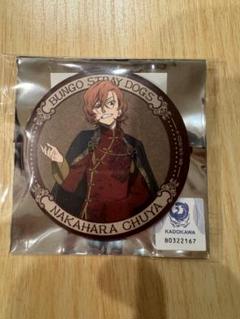 BUNGO STRAY DOGS
NAKAHARA CHUYA
KADOKAWA
B0322167